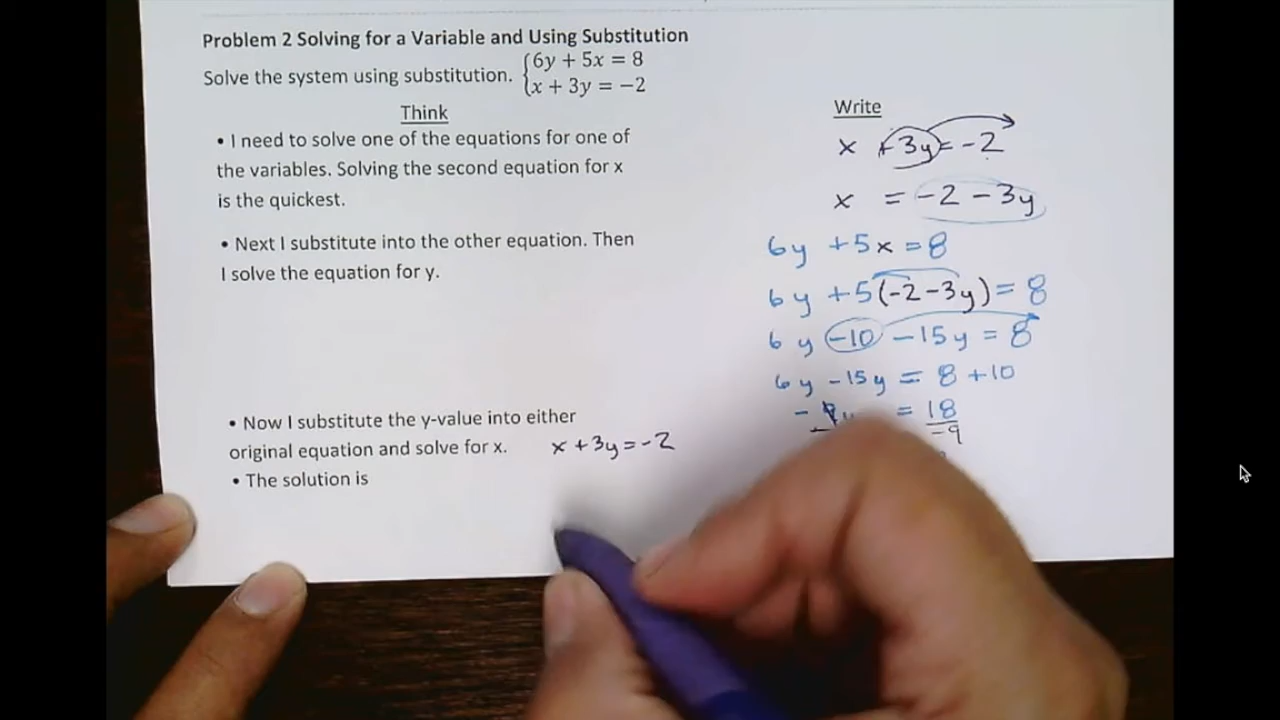 Problem 2 Solving for a Variable and Using Substitution
Solve the system using substitution. {6y + 5x = 8
x + 3y = −2
Think
• I need to solve one of the equations for one of
the variables. Solving the second equation for x
is the quickest.
• Next I substitute into the other equation. Then
I solve the equation for y.
• Now I substitute the y-value into either
original equation and solve for x. x + 3y = -2
• The solution is
Write
x + 3y = -2
x = -2 - 3y
6y + 5x = 8
6y + 5(-2 - 3y) = 8
6y -10 - 15y = 8
6y - 15y = 8 + 10
-9y = 18
-9